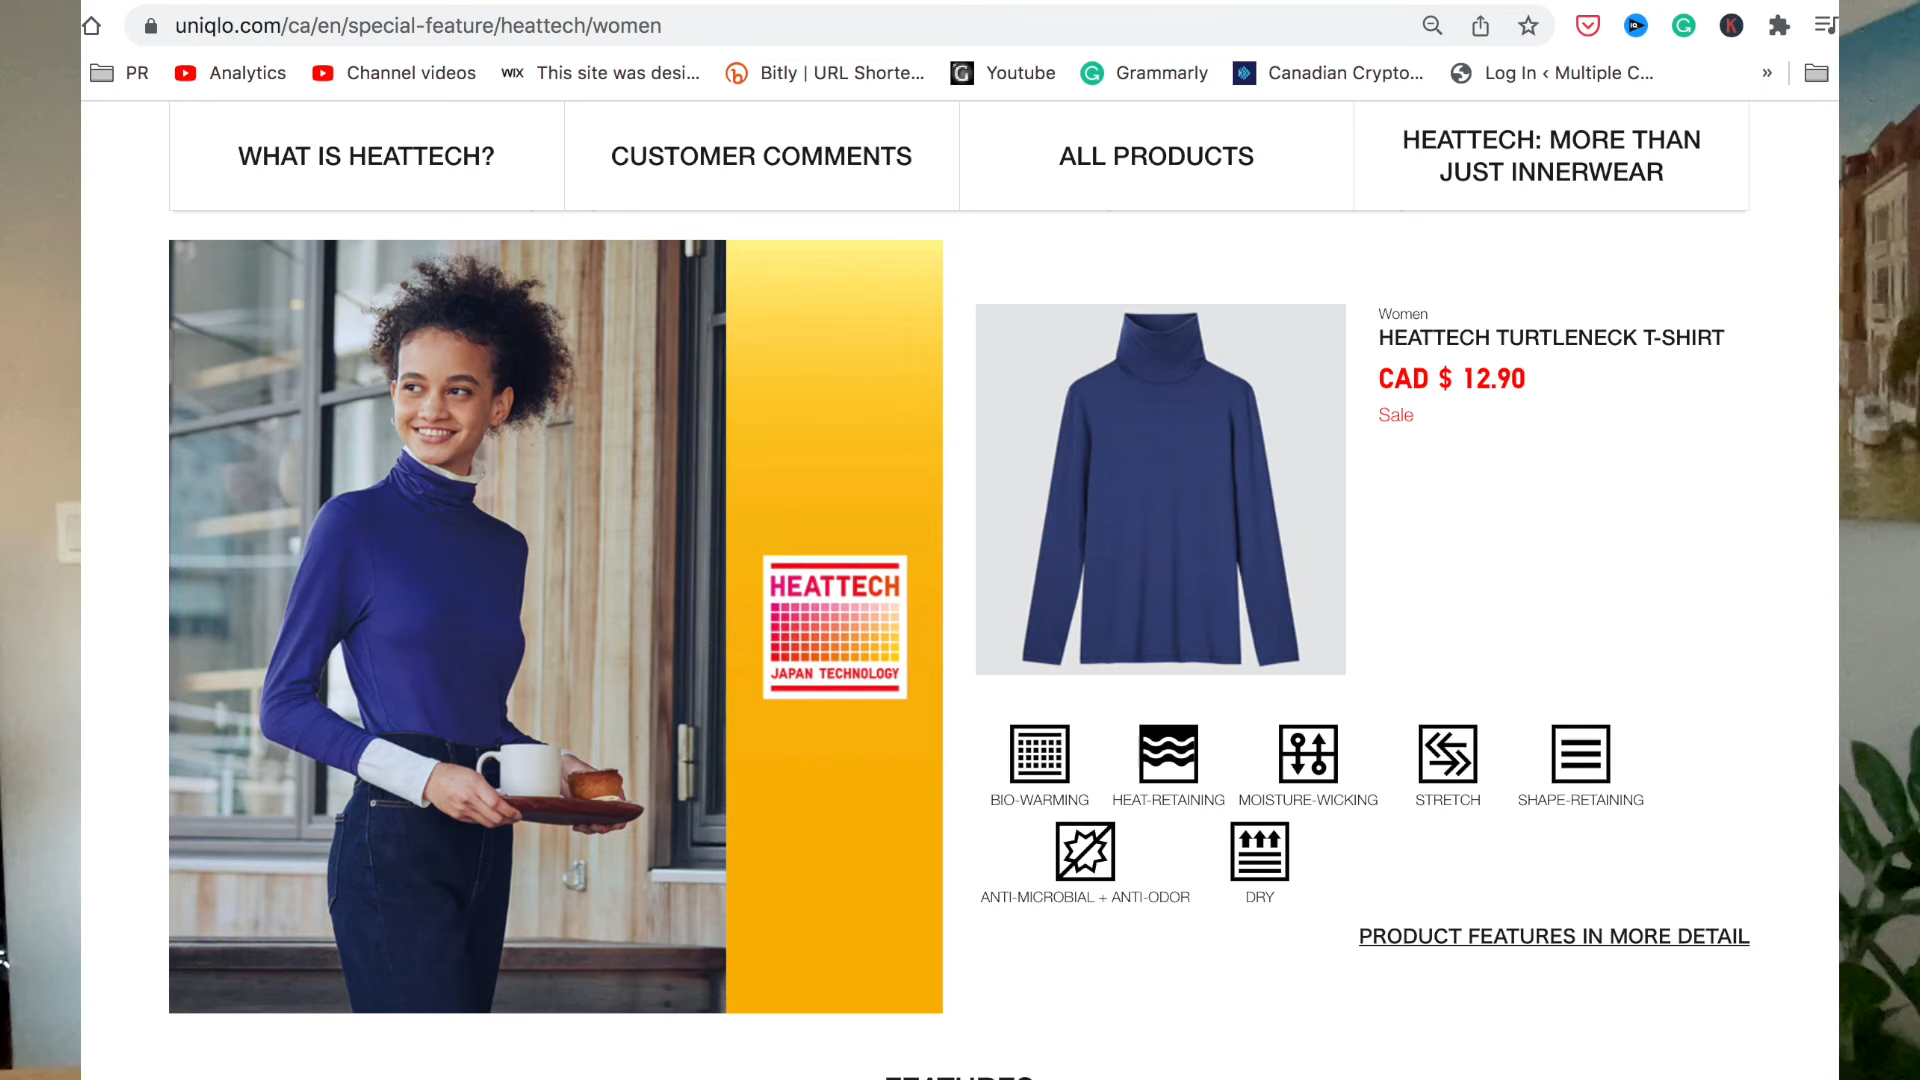 uniqlo.com/ca/en/special-feature/heattech/women
PR
Analytics
Channel videos
WIX
This site was desi...
Bitly | URL Shorte...
Youtube
Grammarly
Canadian Crypto...
Log In ‹ Multiple C...
»
WHAT IS HEATTECH?
CUSTOMER COMMENTS
ALL PRODUCTS
HEATTECH: MORE THAN
JUST INNERWEAR
HEATTECH
JAPAN TECHNOLOGY
Women
HEATTECH TURTLENECK T-SHIRT
CAD $ 12.90
Sale
BIO-WARMING
HEAT-RETAINING
MOISTURE-WICKING
STRETCH
SHAPE-RETAINING
ANTI-MICROBIAL + ANTI-ODOR
DRY
PRODUCT FEATURES IN MORE DETAIL
FEATURES